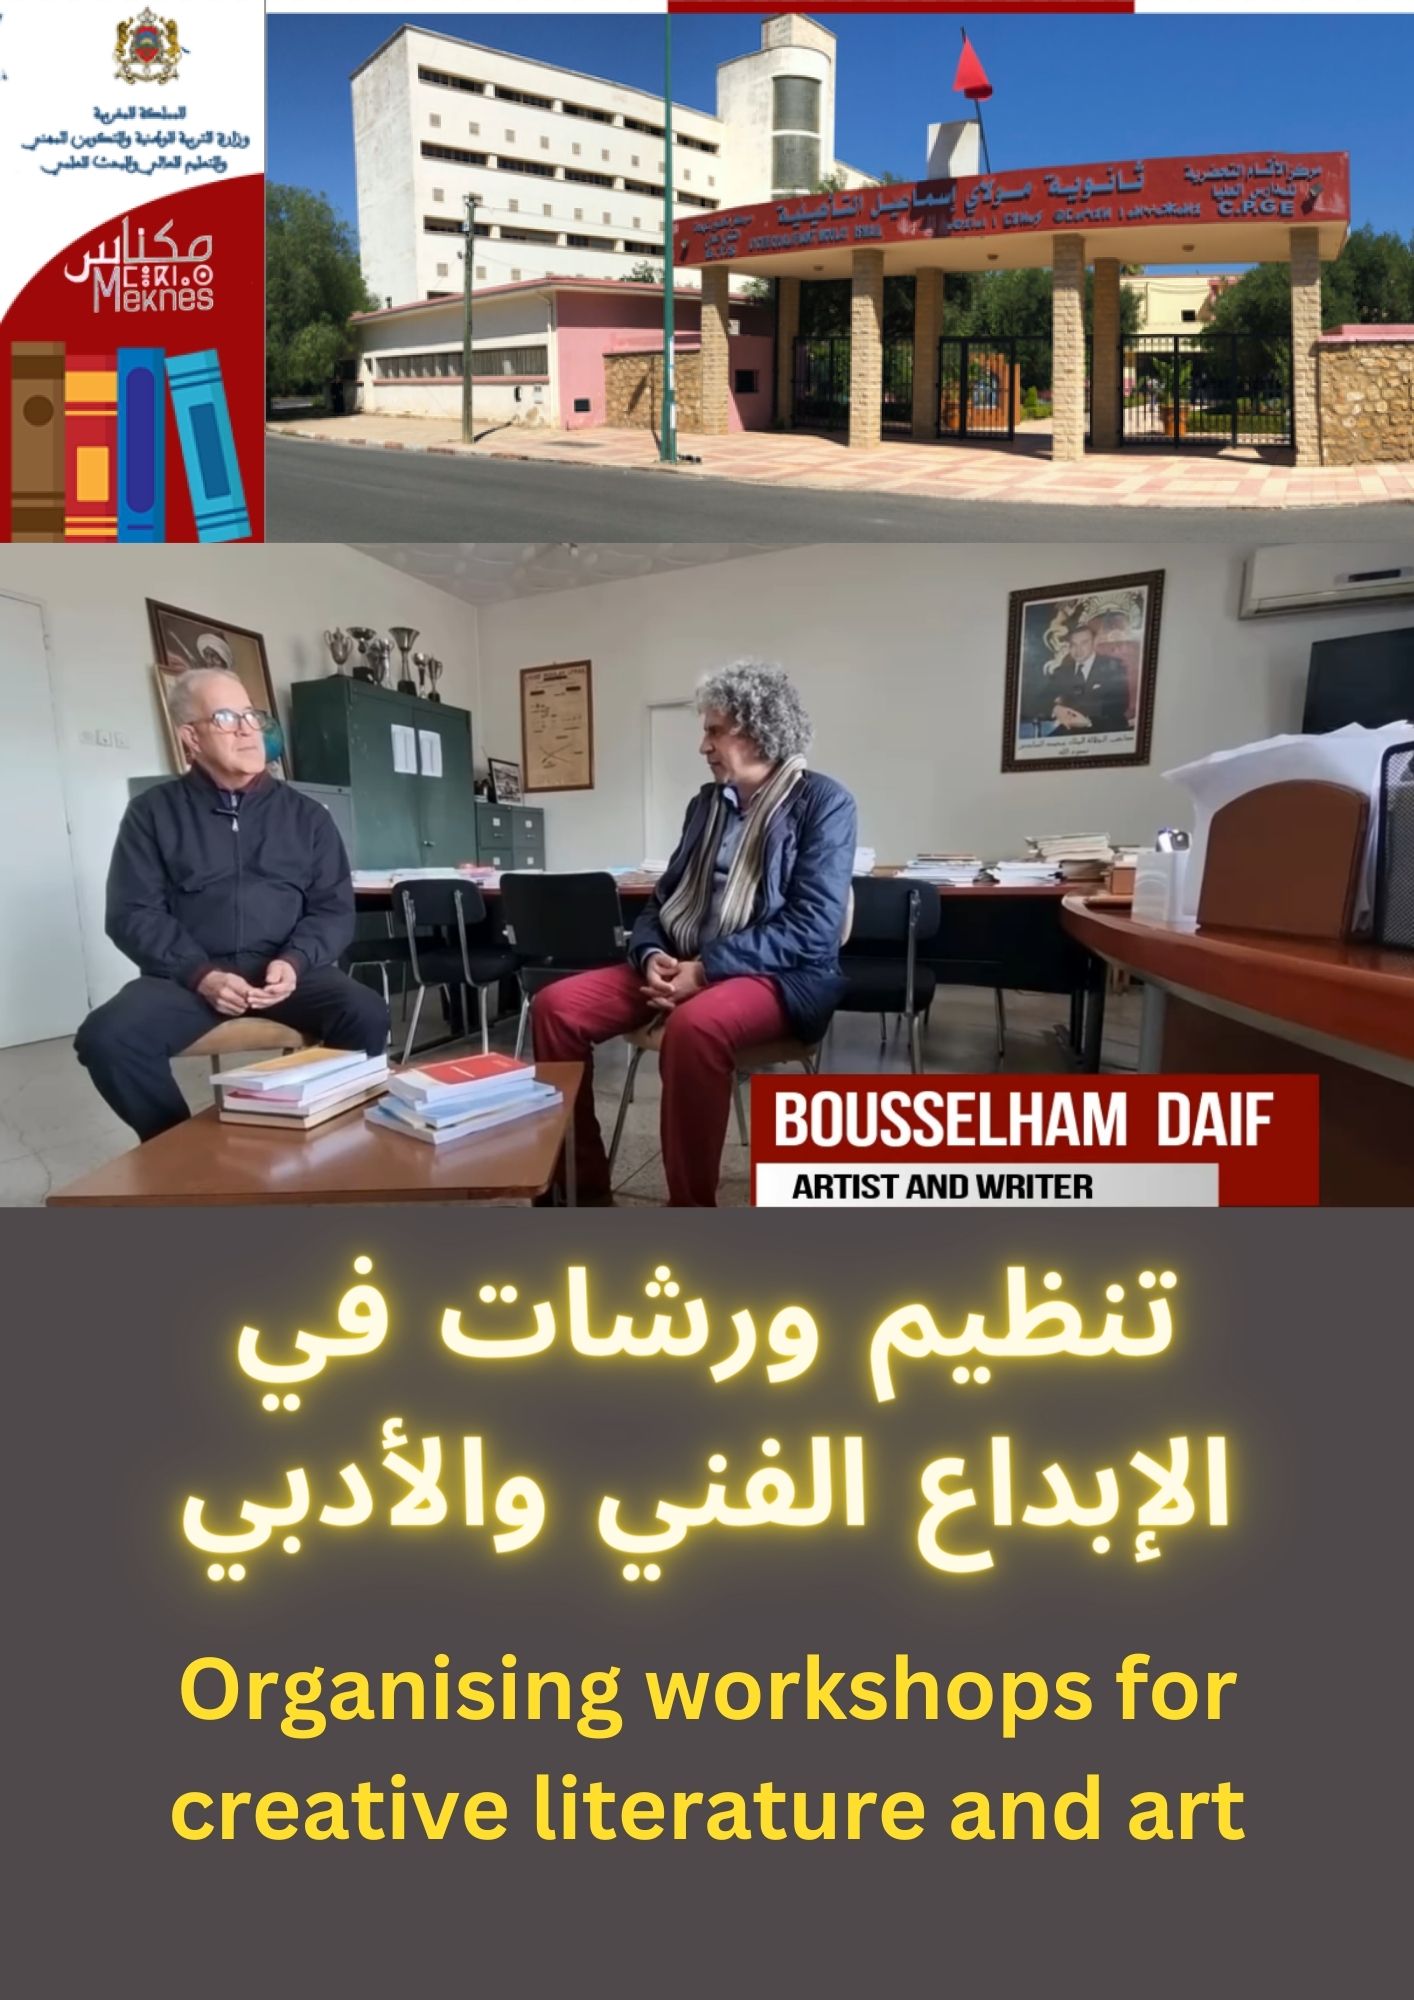 المملكة المغربية
وزارة التربية الوطنية والتكوين المهني
والتعليم العالي والبحث العلمي
مكناس
ⵎⴽⵏⴰⵙ
MEKNES
ثانوية مولاي إسماعيل التأهيلية
مركز الأقسام التحضيرية
للمدارس العليا
C.P.G.E
BOUSSELHAM DAIF
ARTIST AND WRITER
تنظيم ورشات في
الإبداع الفني والأدبي
Organising workshops for
creative literature and art